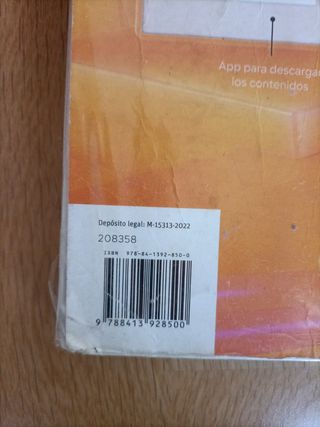 App para descargar
los contenidos
Depósito legal: M-15313-2022
208358
ISBN 978-84-1392-850-0
9 788413 928500